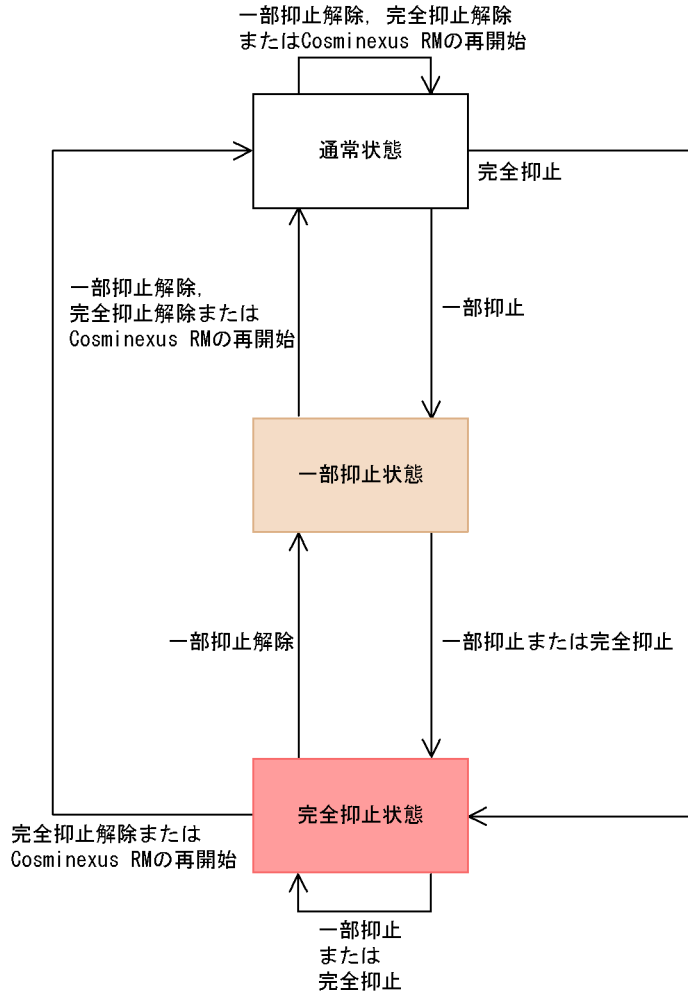 一部抑止解除，完全抑止解除
またはCosminexus RMの再開始
通常状態
完全抑止
一部抑止解除，
完全抑止解除または
Cosminexus RMの再開始
一部抑止
一部抑止状態
一部抑止解除
一部抑止または完全抑止
完全抑止状態
完全抑止解除または
Cosminexus RMの再開始
一部抑止
または
完全抑止